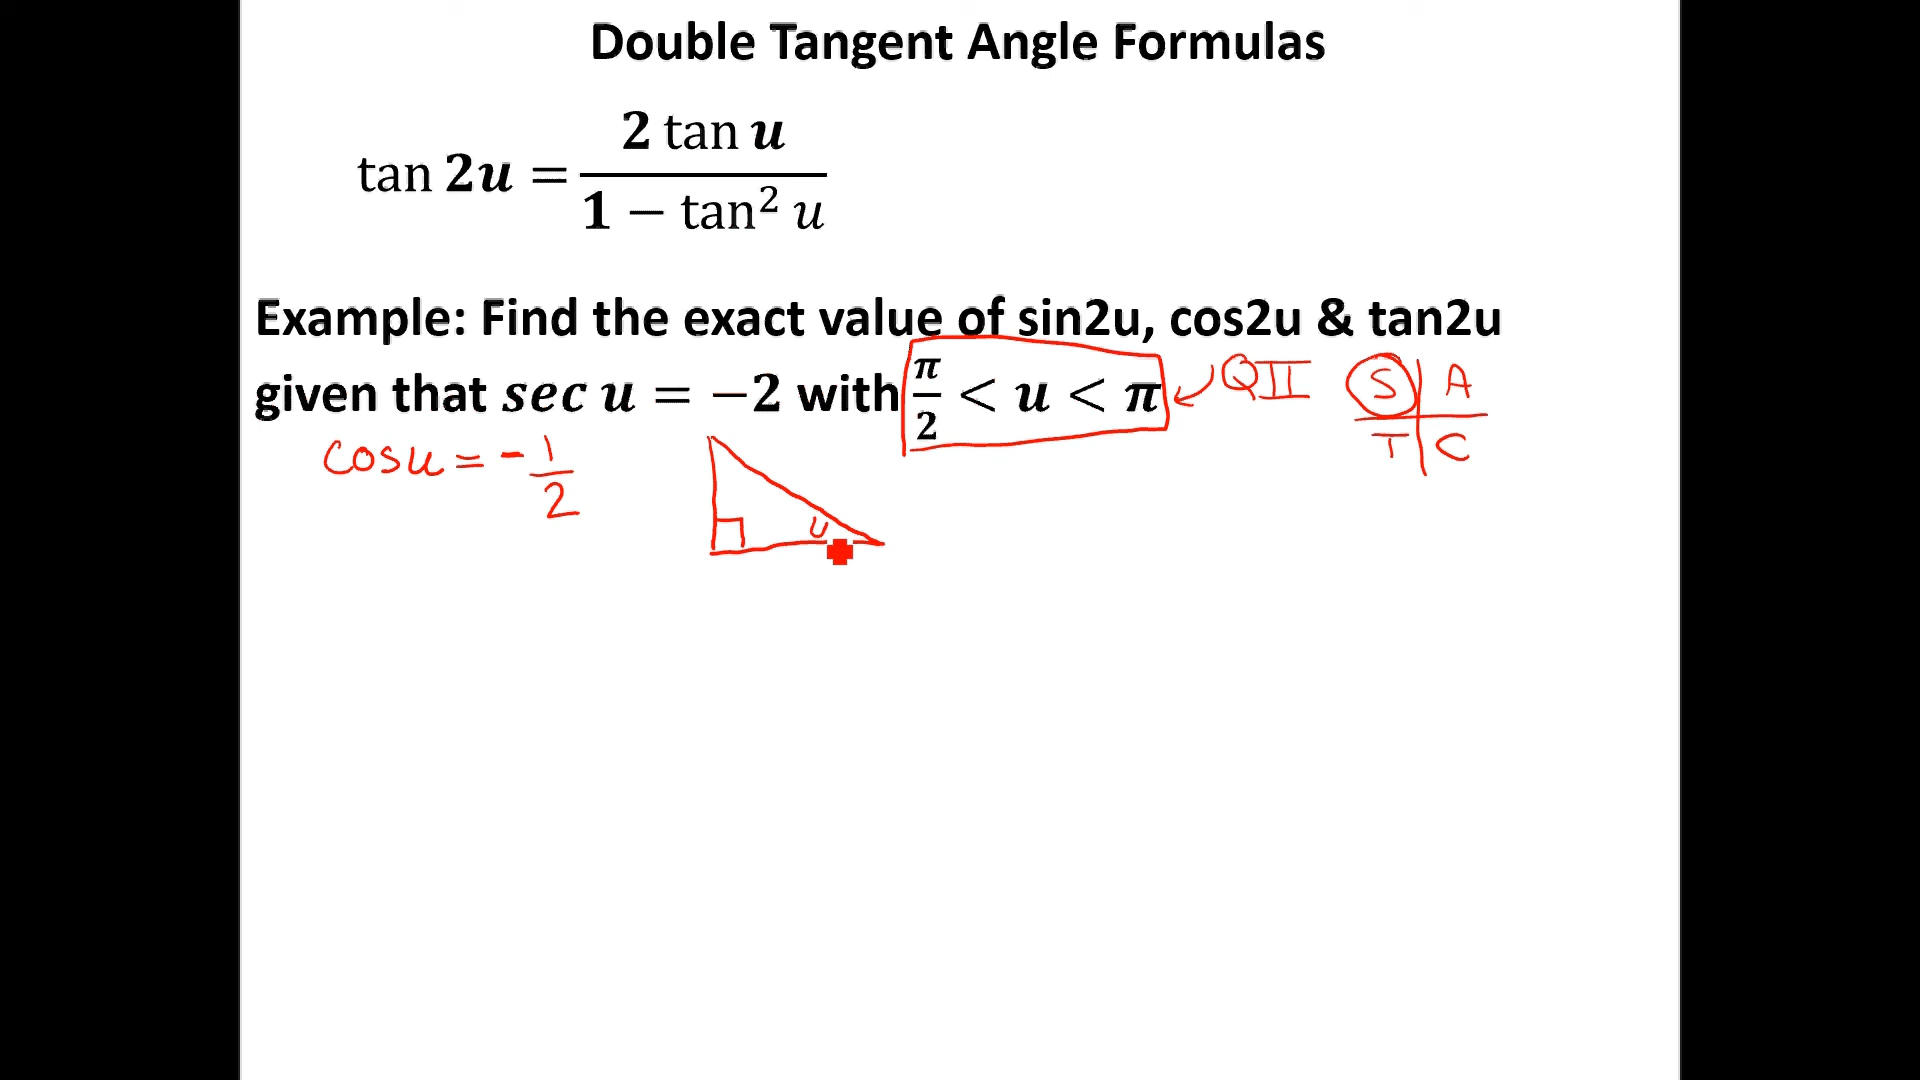 Double Tangent Angle Formulas
tan 2u = 2 tan u / 1 − tan² u
Example: Find the exact value of sin2u, cos2u & tan2u
given that sec u = −2 with π/2 < u < π QII S A
T C
cosu = - 1/2
u